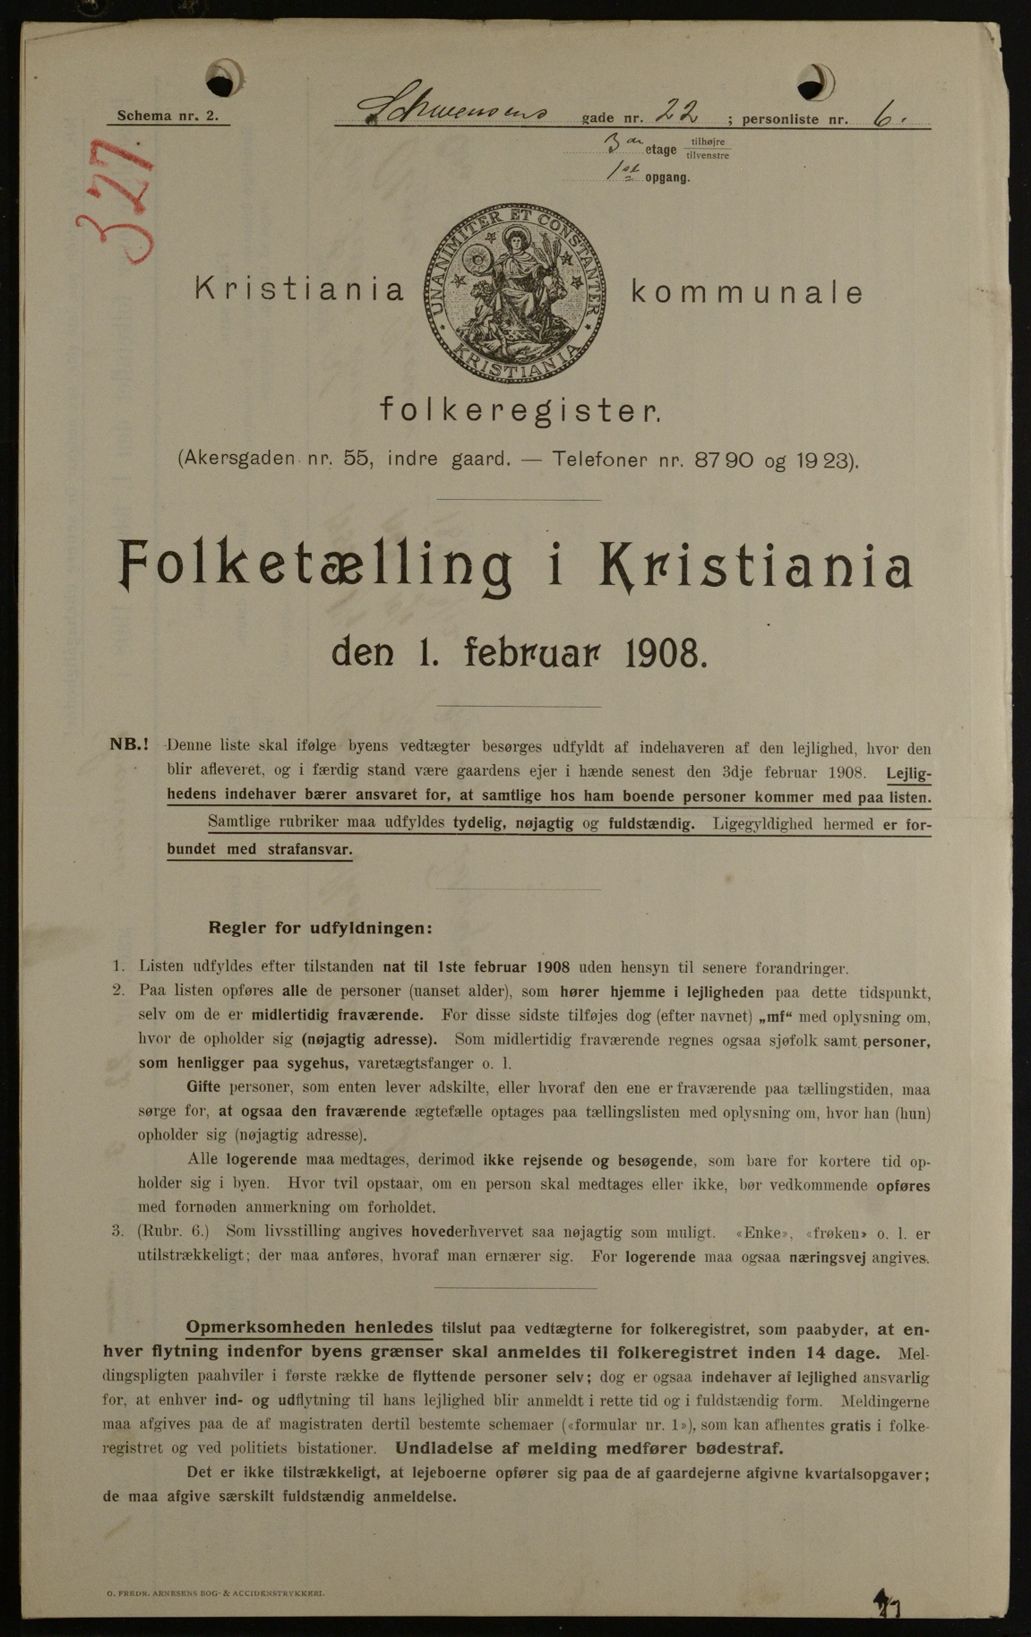 Schema nr. 2.
Schwensens gade nr. 22 ; personliste nr. 6.
3die etage tilhøjre
tilvenstre
1st opgang.
327.
UNANIMITER ET CONSTANTER
KRISTIANIA
Kristiania kommunale
folkeregister.
(Akersgaden nr. 55, indre gaard. — Telefoner nr. 87 90 og 19 23).
Folketælling i Kristiania
den 1. februar 1908.
NB.! Denne liste skal ifølge byens vedtægter besørges udfyldt af indehaveren af den lejlighed, hvor den
blir afleveret, og i færdig stand være gaardens ejer i hænde senest den 3dje februar 1908. Lejlig-
hedens indehaver bærer ansvaret for, at samtlige hos ham boende personer kommer med paa listen.
Samtlige rubriker maa udfyldes tydelig, nøjagtig og fuldstændig. Ligegyldighed hermed er for-
bundet med strafansvar.
Regler for udfyldningen:
1. Listen udfyldes efter tilstanden nat til 1ste februar 1908 uden hensyn til senere forandringer.
2. Paa listen opføres alle de personer (uanset alder), som hører hjemme i lejligheden paa dette tidspunkt,
selv om de er midlertidig fraværende. For disse sidste tilføjes dog (efter navnet) „mf“ med oplysning om,
hvor de opholder sig (nøjagtig adresse). Som midlertidig fraværende regnes ogsaa sjøfolk samt personer,
som henligger paa sygehus, varetægtsfanger o. l.
Gifte personer, som enten lever adskilte, eller hvoraf den ene er fraværende paa tællingstiden, maa
sørge for, at ogsaa den fraværende ægtefælle optages paa tællingslisten med oplysning om, hvor han (hun)
opholder sig (nøjagtig adresse).
Alle logerende maa medtages, derimod ikke rejsende og besøgende, som bare for kortere tid op-
holder sig i byen. Hvor tvil opstaar, om en person skal medtages eller ikke, bør vedkommende opføres
med fornøden anmerkning om forholdet.
3. (Rubr. 6.) Som livsstilling angives hovederhvervet saa nøjagtig som muligt. «Enke», «frøken» o. l. er
utilstrækkeligt; der maa anføres, hvoraf man ernærer sig. For logerende maa ogsaa næringsvej angives.
Opmerksomheden henledes tilslut paa vedtægterne for folkeregistret, som paabyder, at en-
hver flytning indenfor byens grænser skal anmeldes til folkeregistret inden 14 dage. Mel-
dingspligten paahviler i første række de flyttende personer selv; dog er ogsaa indehaver af lejlighed ansvarlig
for, at enhver ind- og udflytning til hans lejlighed blir anmeldt i rette tid og i fuldstændig form. Meldingerne
maa afgives paa de af magistraten dertil bestemte schemaer («formular nr. 1»), som kan afhentes gratis i folke-
registret og ved politiets bistationer. Undladelse af melding medfører bødestraf.
Det er ikke tilstrækkeligt, at lejeboerne opfører sig paa de af gaardejerne afgivne kvartalsopgaver;
de maa afgive særskilt fuldstændig anmeldelse.
O. FREDR. ARNESENS BOG- & ACCIDENSTRYKKERI.